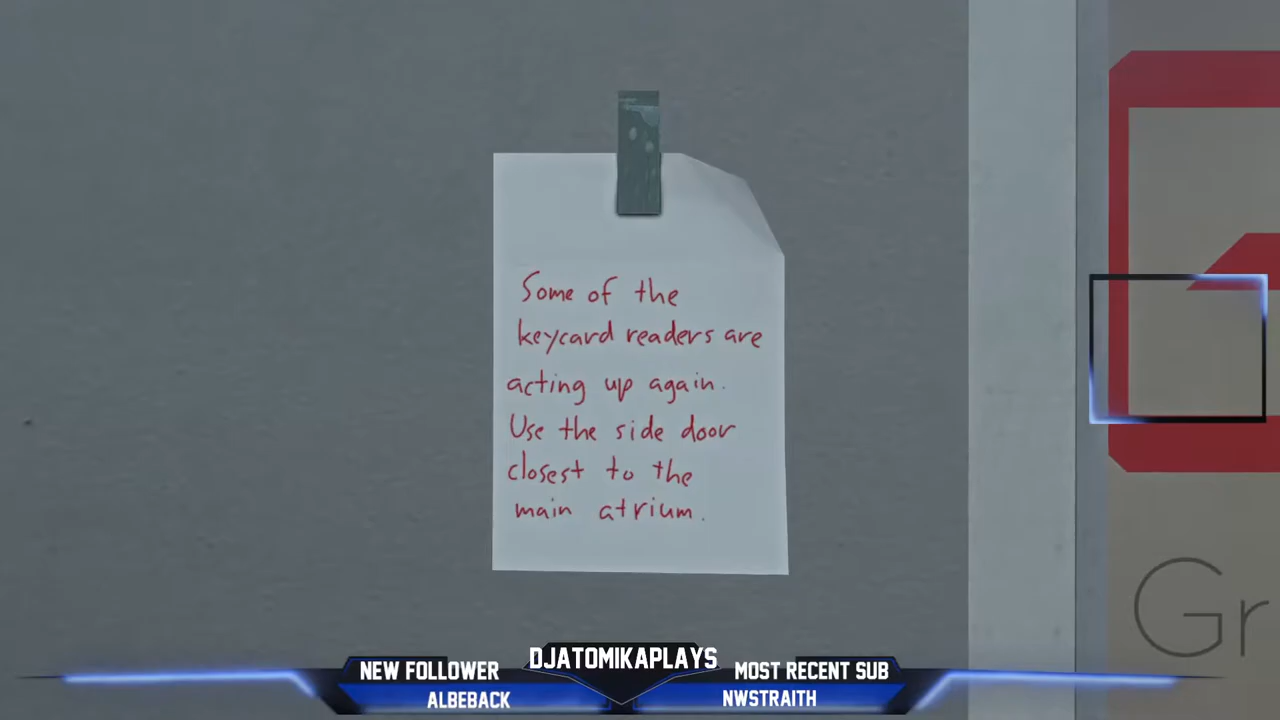 Some of the
keycard readers are
acting up again.
Use the side door
closest to the
main atrium.
Gr
DJATOMIKAPLAYS
NEW FOLLOWER
ALBEBACK
MOST RECENT SUB
NWSTRAITH